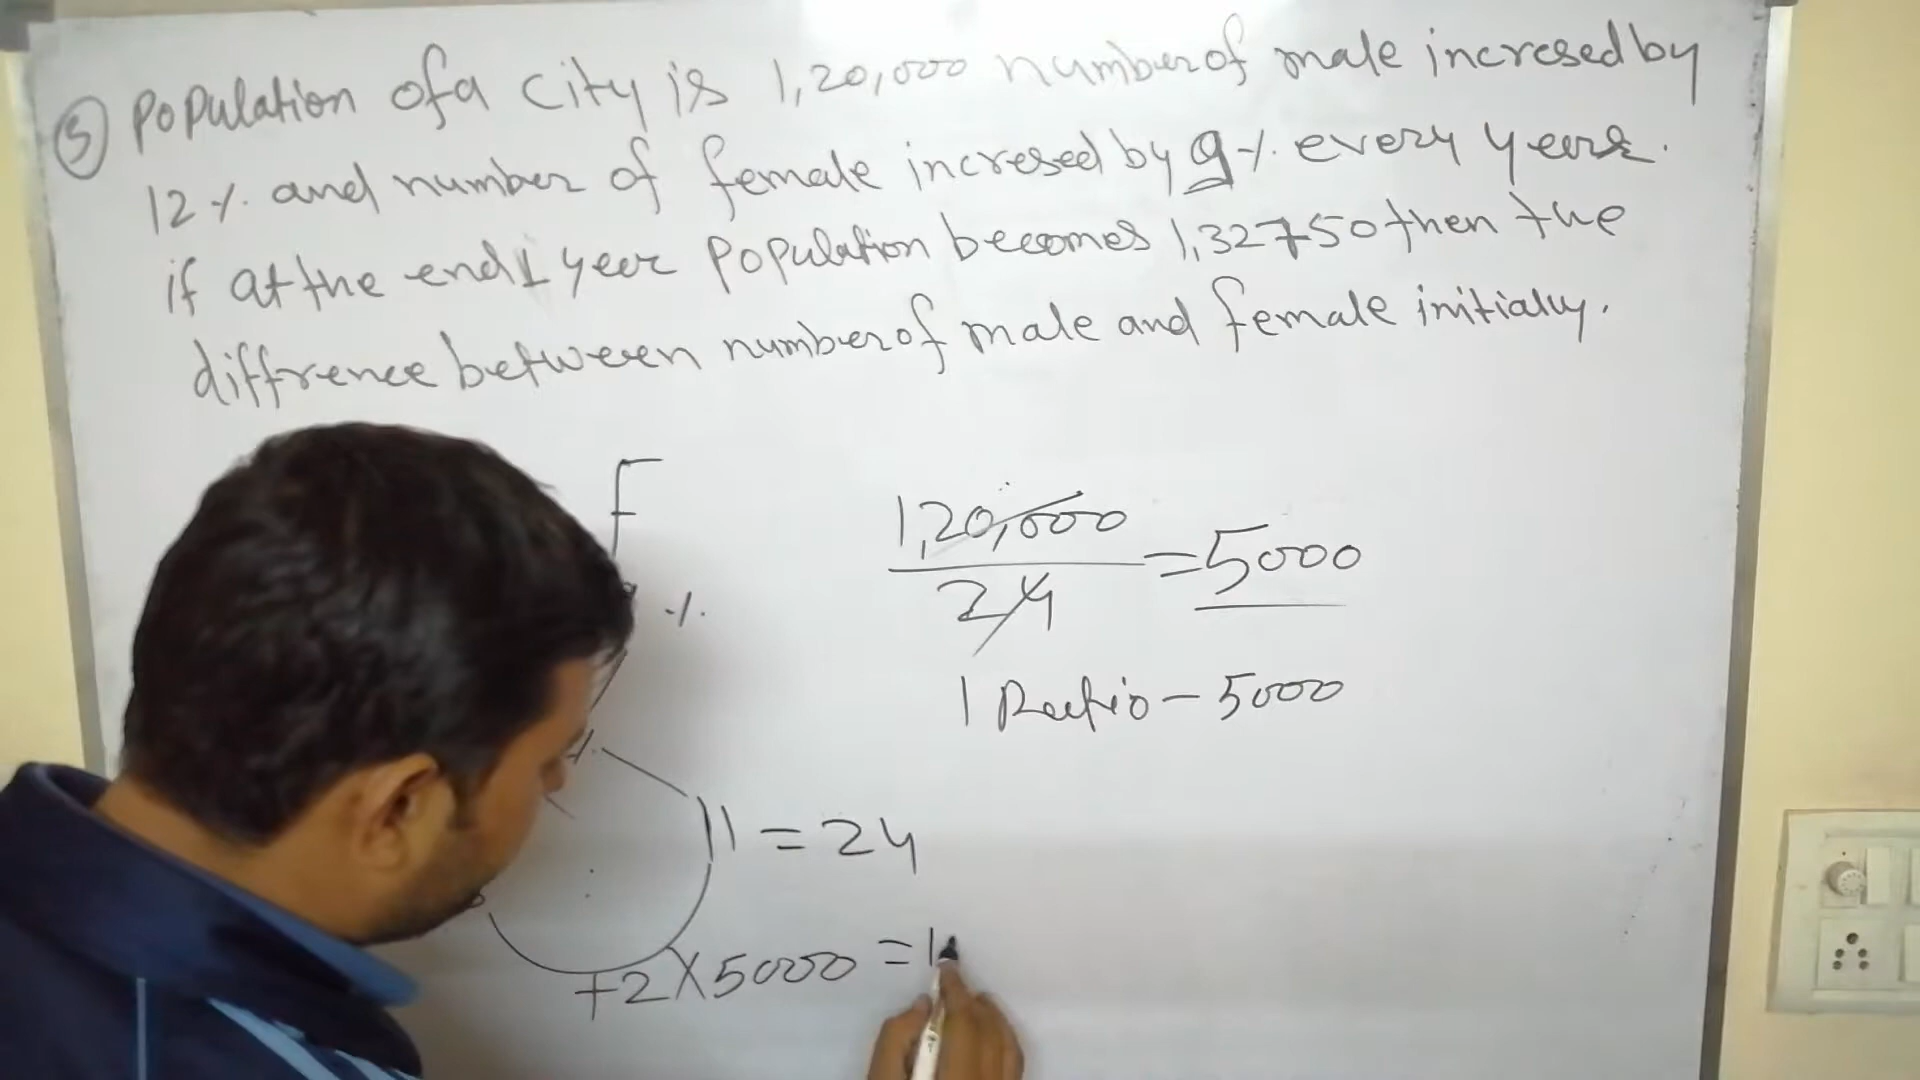 5 Population of a city is 1,20,000 number of male incresed by
12 % and number of female incresed by 9 % every years.
if at the end 1 year population becomes 1,32750 then the
diffrence between number of male and female initialy.
F
%
1,20,000
= 5000
24
1 Ratio - 5000
11 = 24
+2 X 5000 = 1